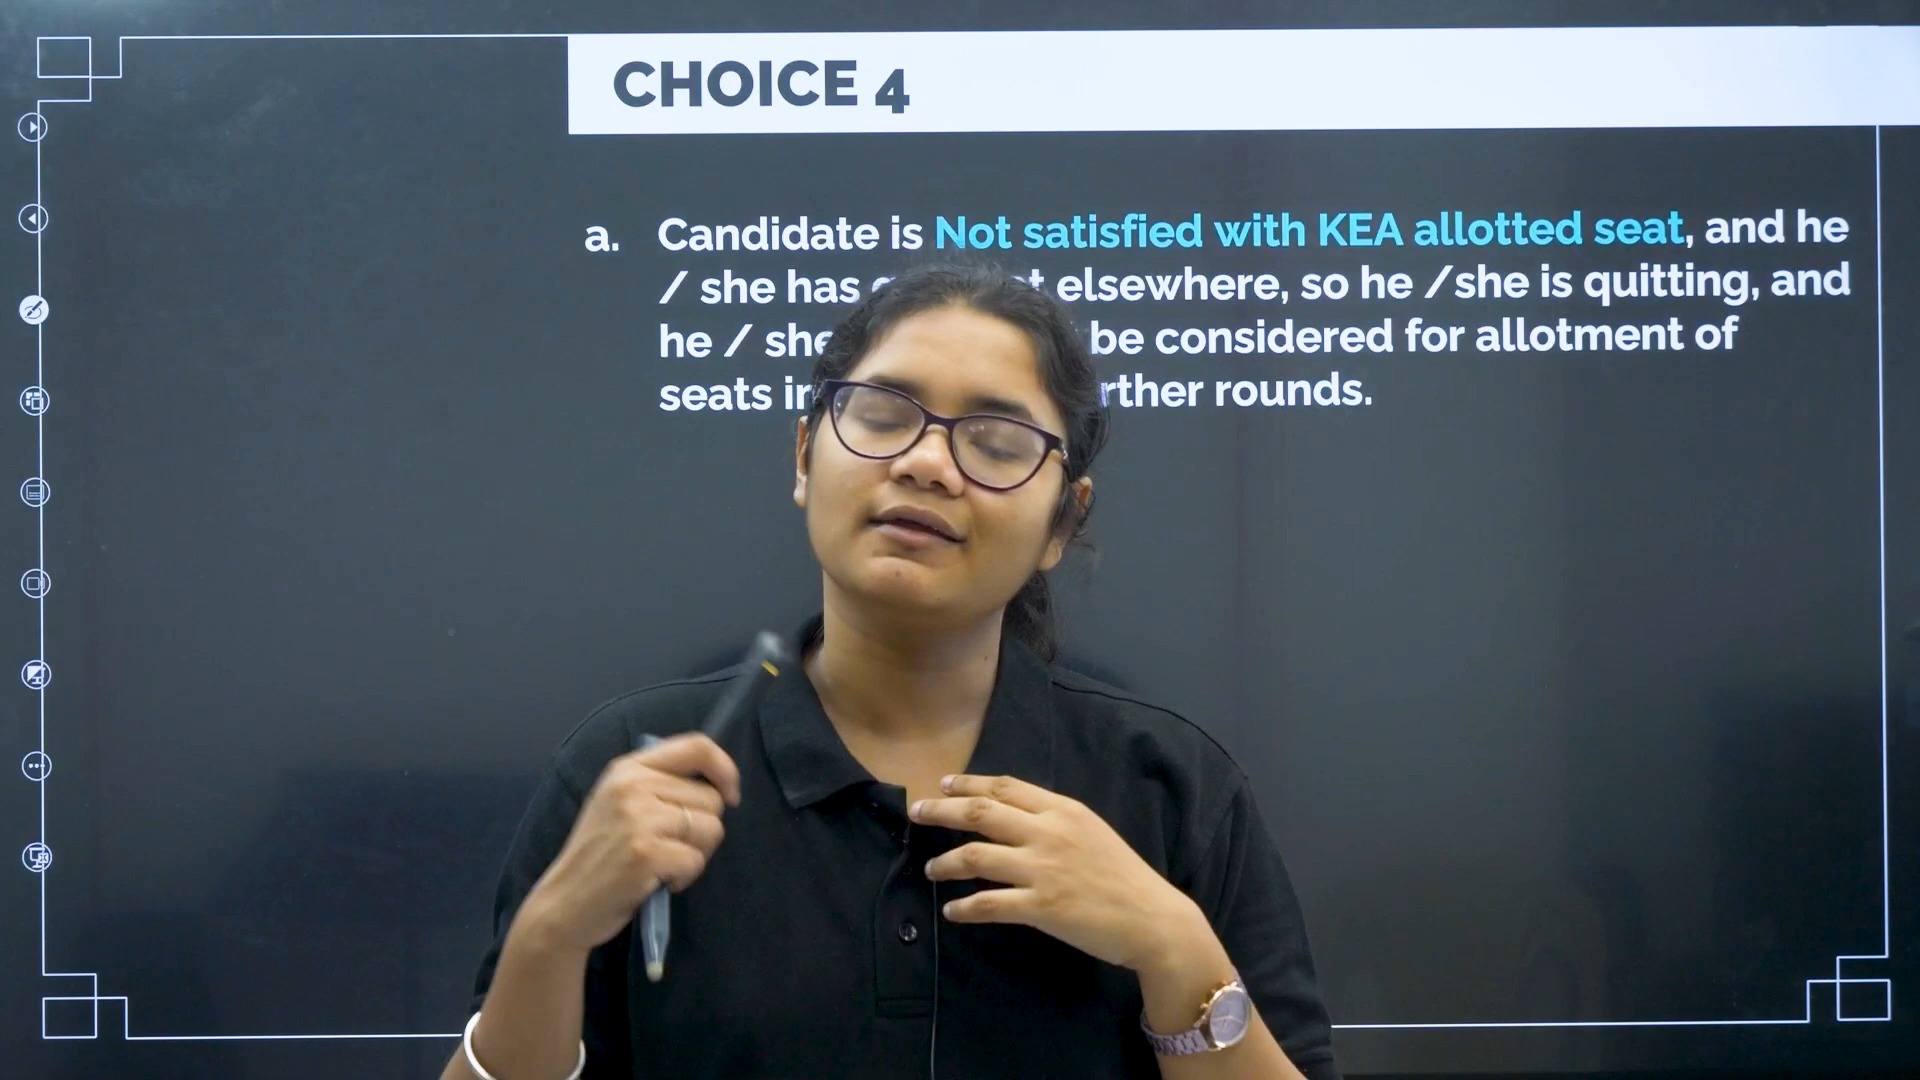 CHOICE 4
a. Candidate is Not satisfied with KEA allotted seat, and he
/ she has elsewhere, so he /she is quitting, and
he / she be considered for allotment of
seats rounds.